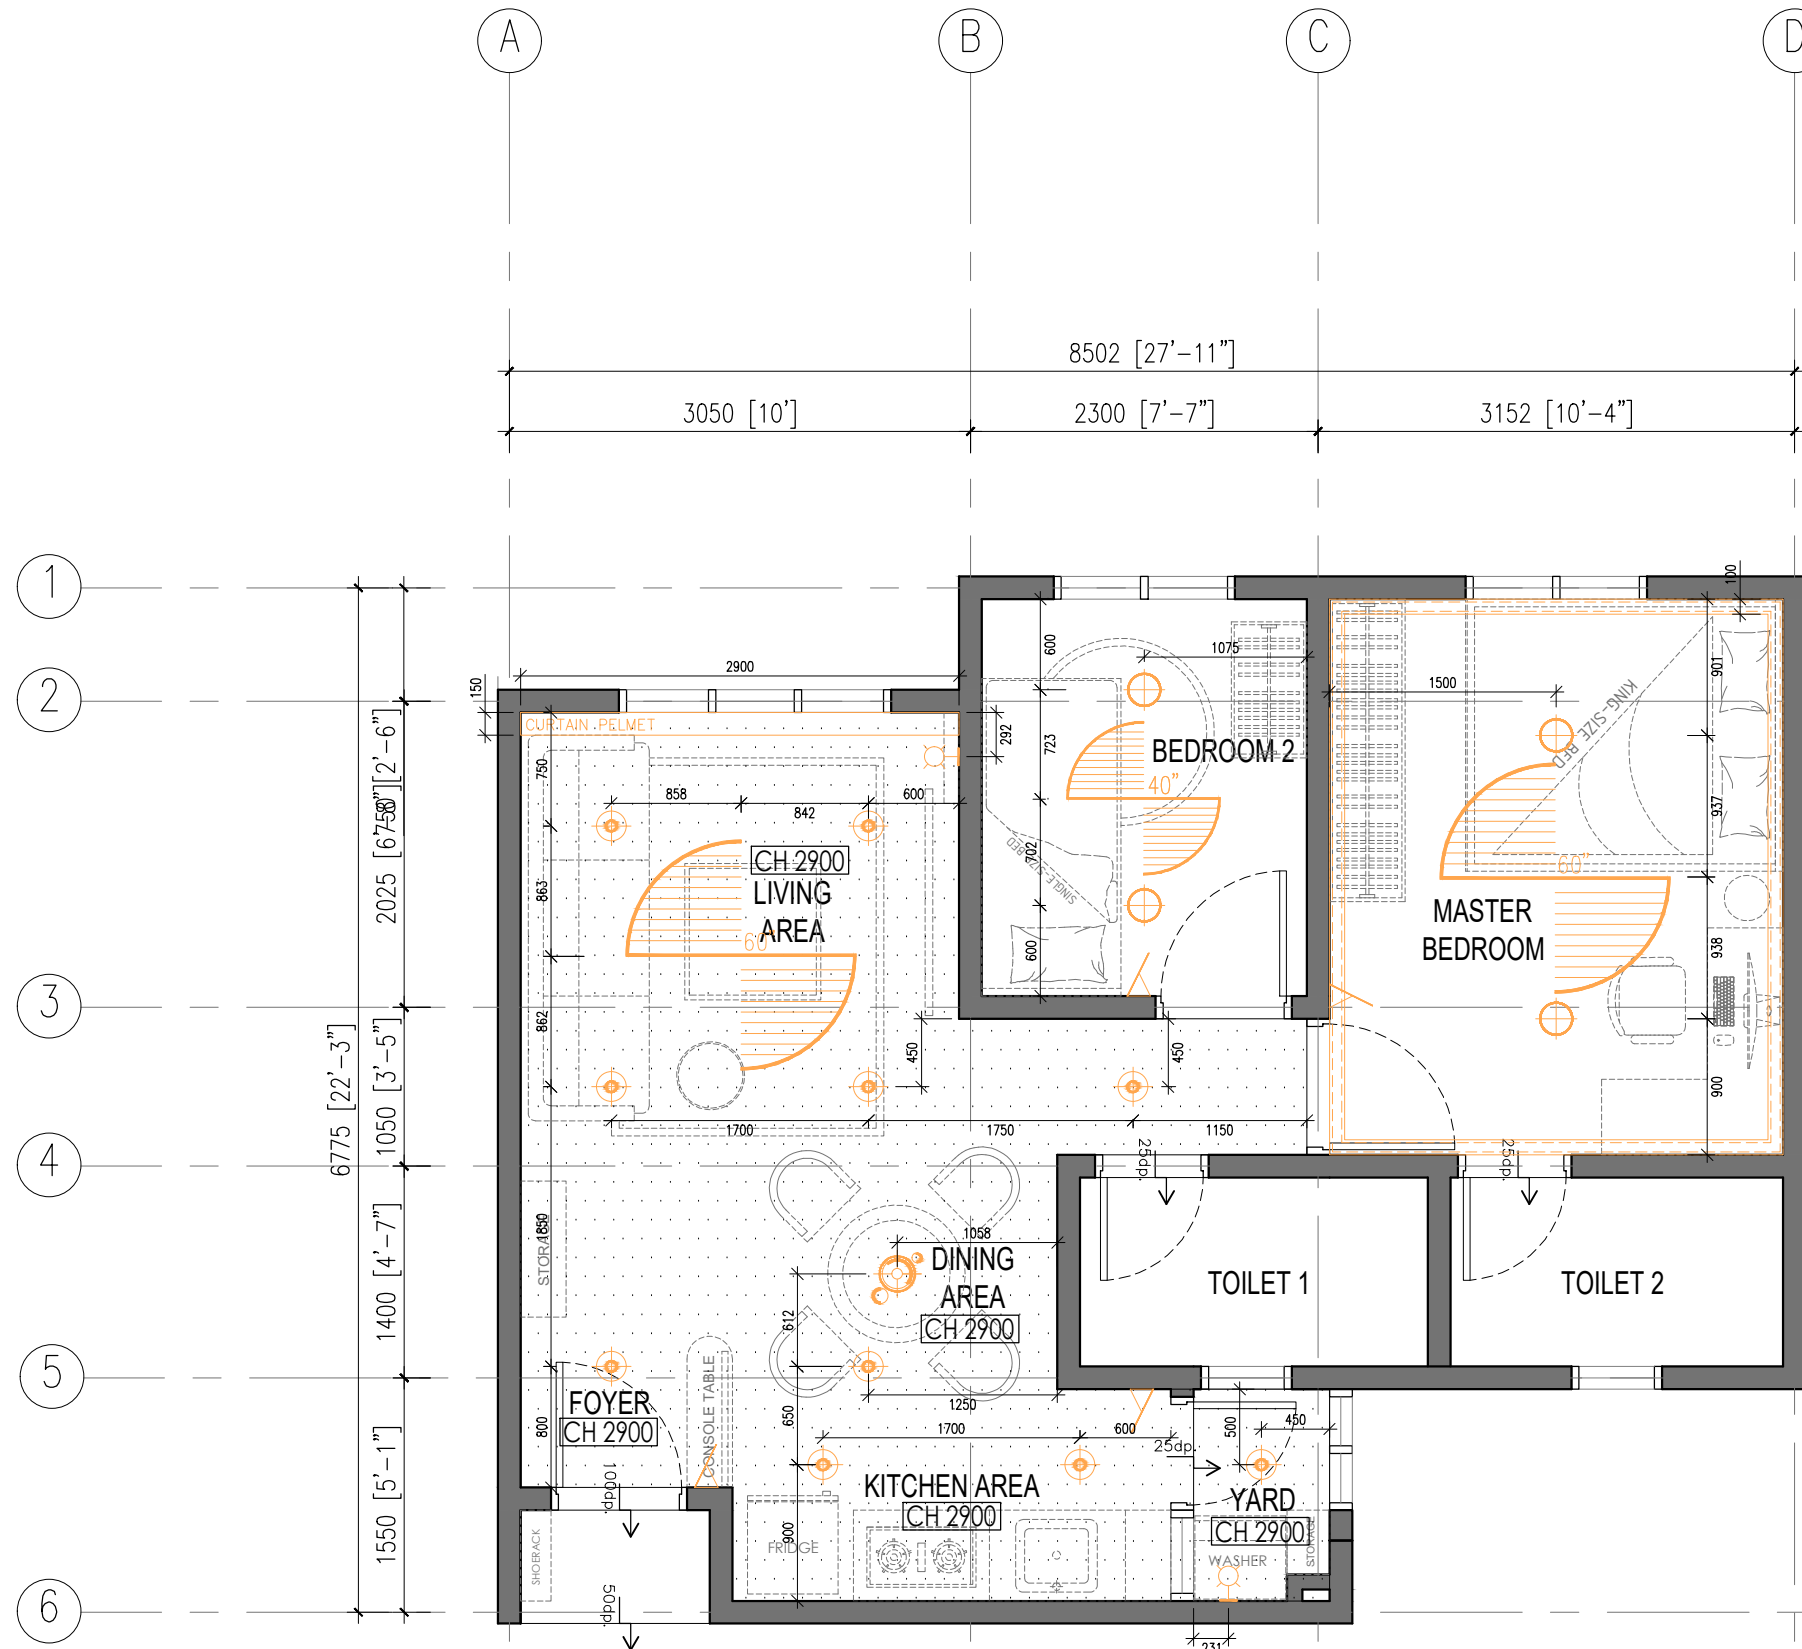 A
B
C
D
8502 [27'-11"]
3050 [10']
2300 [7'-7"]
3152 [10'-4"]
1
2
3
4
5
6
6775 [22'-3"]
2025 [6'-8"]
750 [2'-6"]
1050 [3'-5"]
1400 [4'-7"]
1550 [5'-1"]
2900
150
CURTAIN PELMET
292
750
858
842
600
863
862
CH 2900
LIVING
AREA
60"
450
1700
1750
1150
450
600
1075
723
BEDROOM 2
40"
702
SINGLE-SIZE BED
600
100
1500
901
KING-SIZE BED
937
60"
MASTER
BEDROOM
938
900
25dp.
25dp.
STORAGE
1850
1058
DINING
AREA
CH 2900
612
TOILET 1
TOILET 2
FOYER
CH 2900
CONSOLE TABLE
800
650
1250
1700
600
500
450
25dp.
100dp.
KITCHEN AREA
CH 2900
YARD
CH 2900
FRIDGE
900
WASHER
STORAGE
SHOERACK
50dp.
231